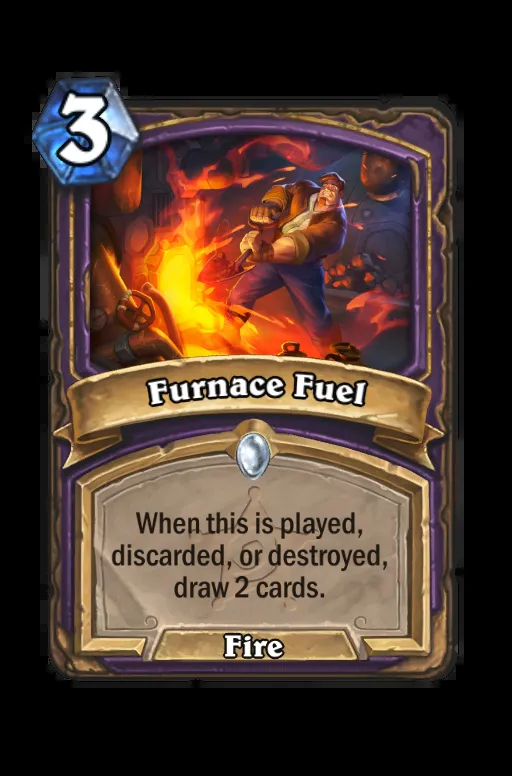 3
Furnace Fuel
When this is played,
discarded, or destroyed,
draw 2 cards.
Fire